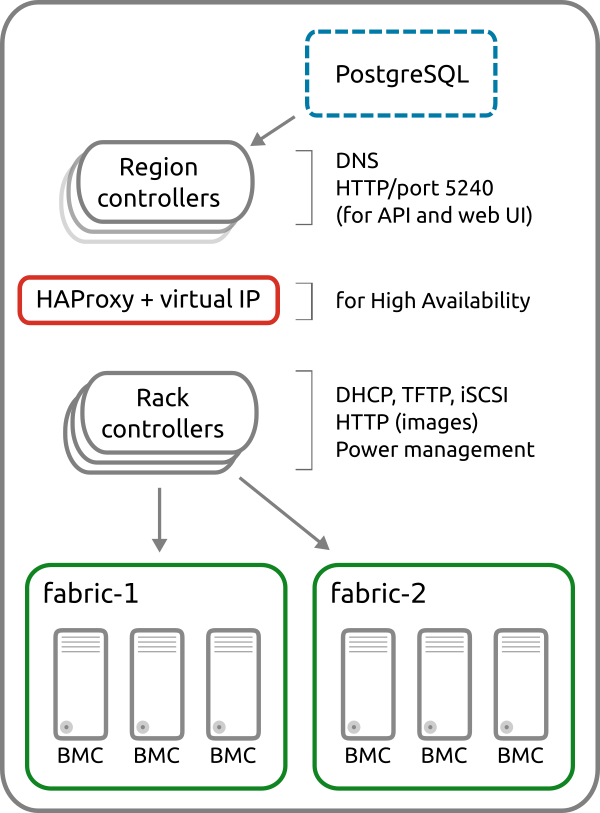 PostgreSQL
Region
controllers
DNS
HTTP/port 5240
(for API and web UI)
HAProxy + virtual IP
for High Availability
Rack
controllers
DHCP, TFTP, iSCSI
HTTP (images)
Power management
fabric-1
BMC BMC BMC
fabric-2
BMC BMC BMC